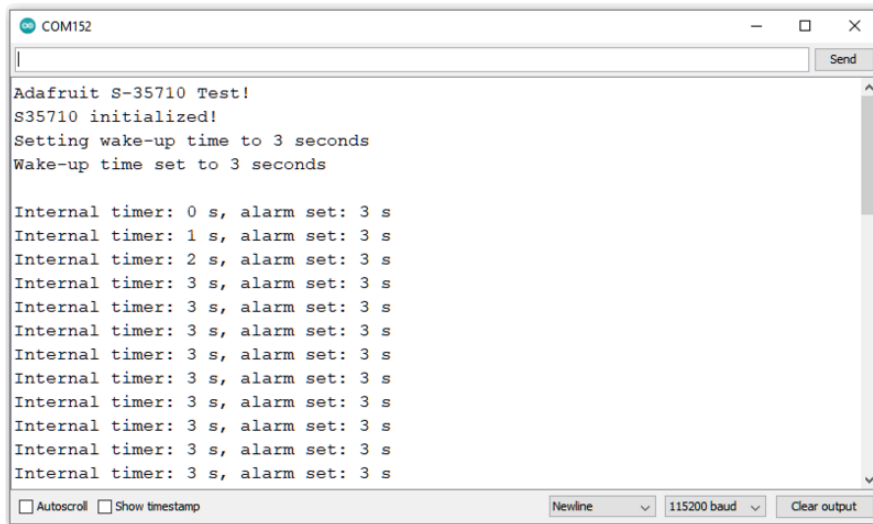 COM152
Send
Adafruit S-35710 Test!
S35710 initialized!
Setting wake-up time to 3 seconds
Wake-up time set to 3 seconds
Internal timer: 0 s, alarm set: 3 s
Internal timer: 1 s, alarm set: 3 s
Internal timer: 2 s, alarm set: 3 s
Internal timer: 3 s, alarm set: 3 s
Internal timer: 3 s, alarm set: 3 s
Internal timer: 3 s, alarm set: 3 s
Internal timer: 3 s, alarm set: 3 s
Internal timer: 3 s, alarm set: 3 s
Internal timer: 3 s, alarm set: 3 s
Internal timer: 3 s, alarm set: 3 s
Internal timer: 3 s, alarm set: 3 s
Internal timer: 3 s, alarm set: 3 s
Autoscroll Show timestamp Newline 115200 baud Clear output